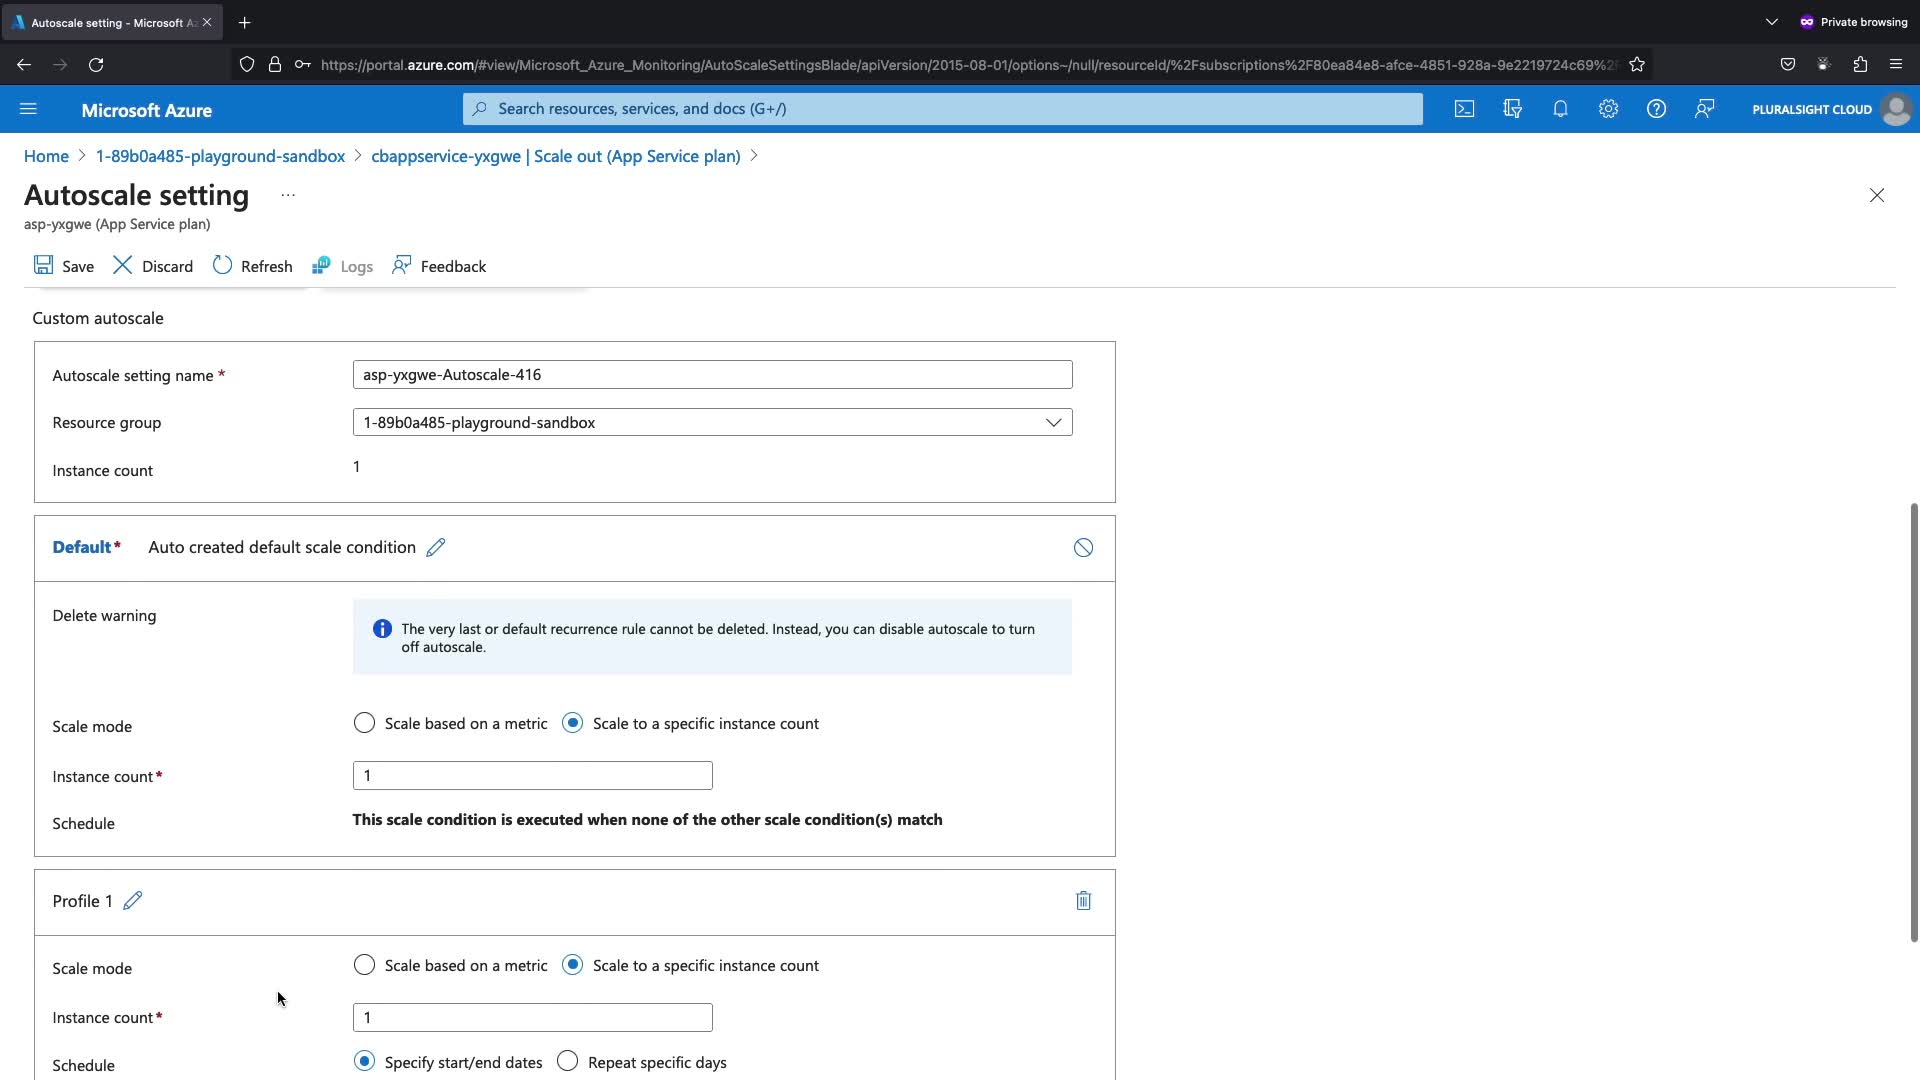 Autoscale setting - Microsoft Az
Private browsing
https://portal.azure.com/#view/Microsoft_Azure_Monitoring/AutoScaleSettingsBlade/apiVersion/2015-08-01/options~/null/resourceId/%2Fsubscriptions%2F80ea84e8-afce-4851-928a-9e2219724c69%2F
Microsoft Azure
Search resources, services, and docs (G+/)
PLURALSIGHT CLOUD
Home > 1-89b0a485-playground-sandbox > cbappservice-yxgwe | Scale out (App Service plan) >
Autoscale setting ...
asp-yxgwe (App Service plan)
Save Discard Refresh Logs Feedback
Custom autoscale
Autoscale setting name * asp-yxgwe-Autoscale-416
Resource group 1-89b0a485-playground-sandbox
Instance count 1
Default* Auto created default scale condition
Delete warning
The very last or default recurrence rule cannot be deleted. Instead, you can disable autoscale to turn
off autoscale.
Scale mode Scale based on a metric Scale to a specific instance count
Instance count* 1
Schedule This scale condition is executed when none of the other scale condition(s) match
Profile 1
Scale mode Scale based on a metric Scale to a specific instance count
Instance count* 1
Schedule Specify start/end dates Repeat specific days